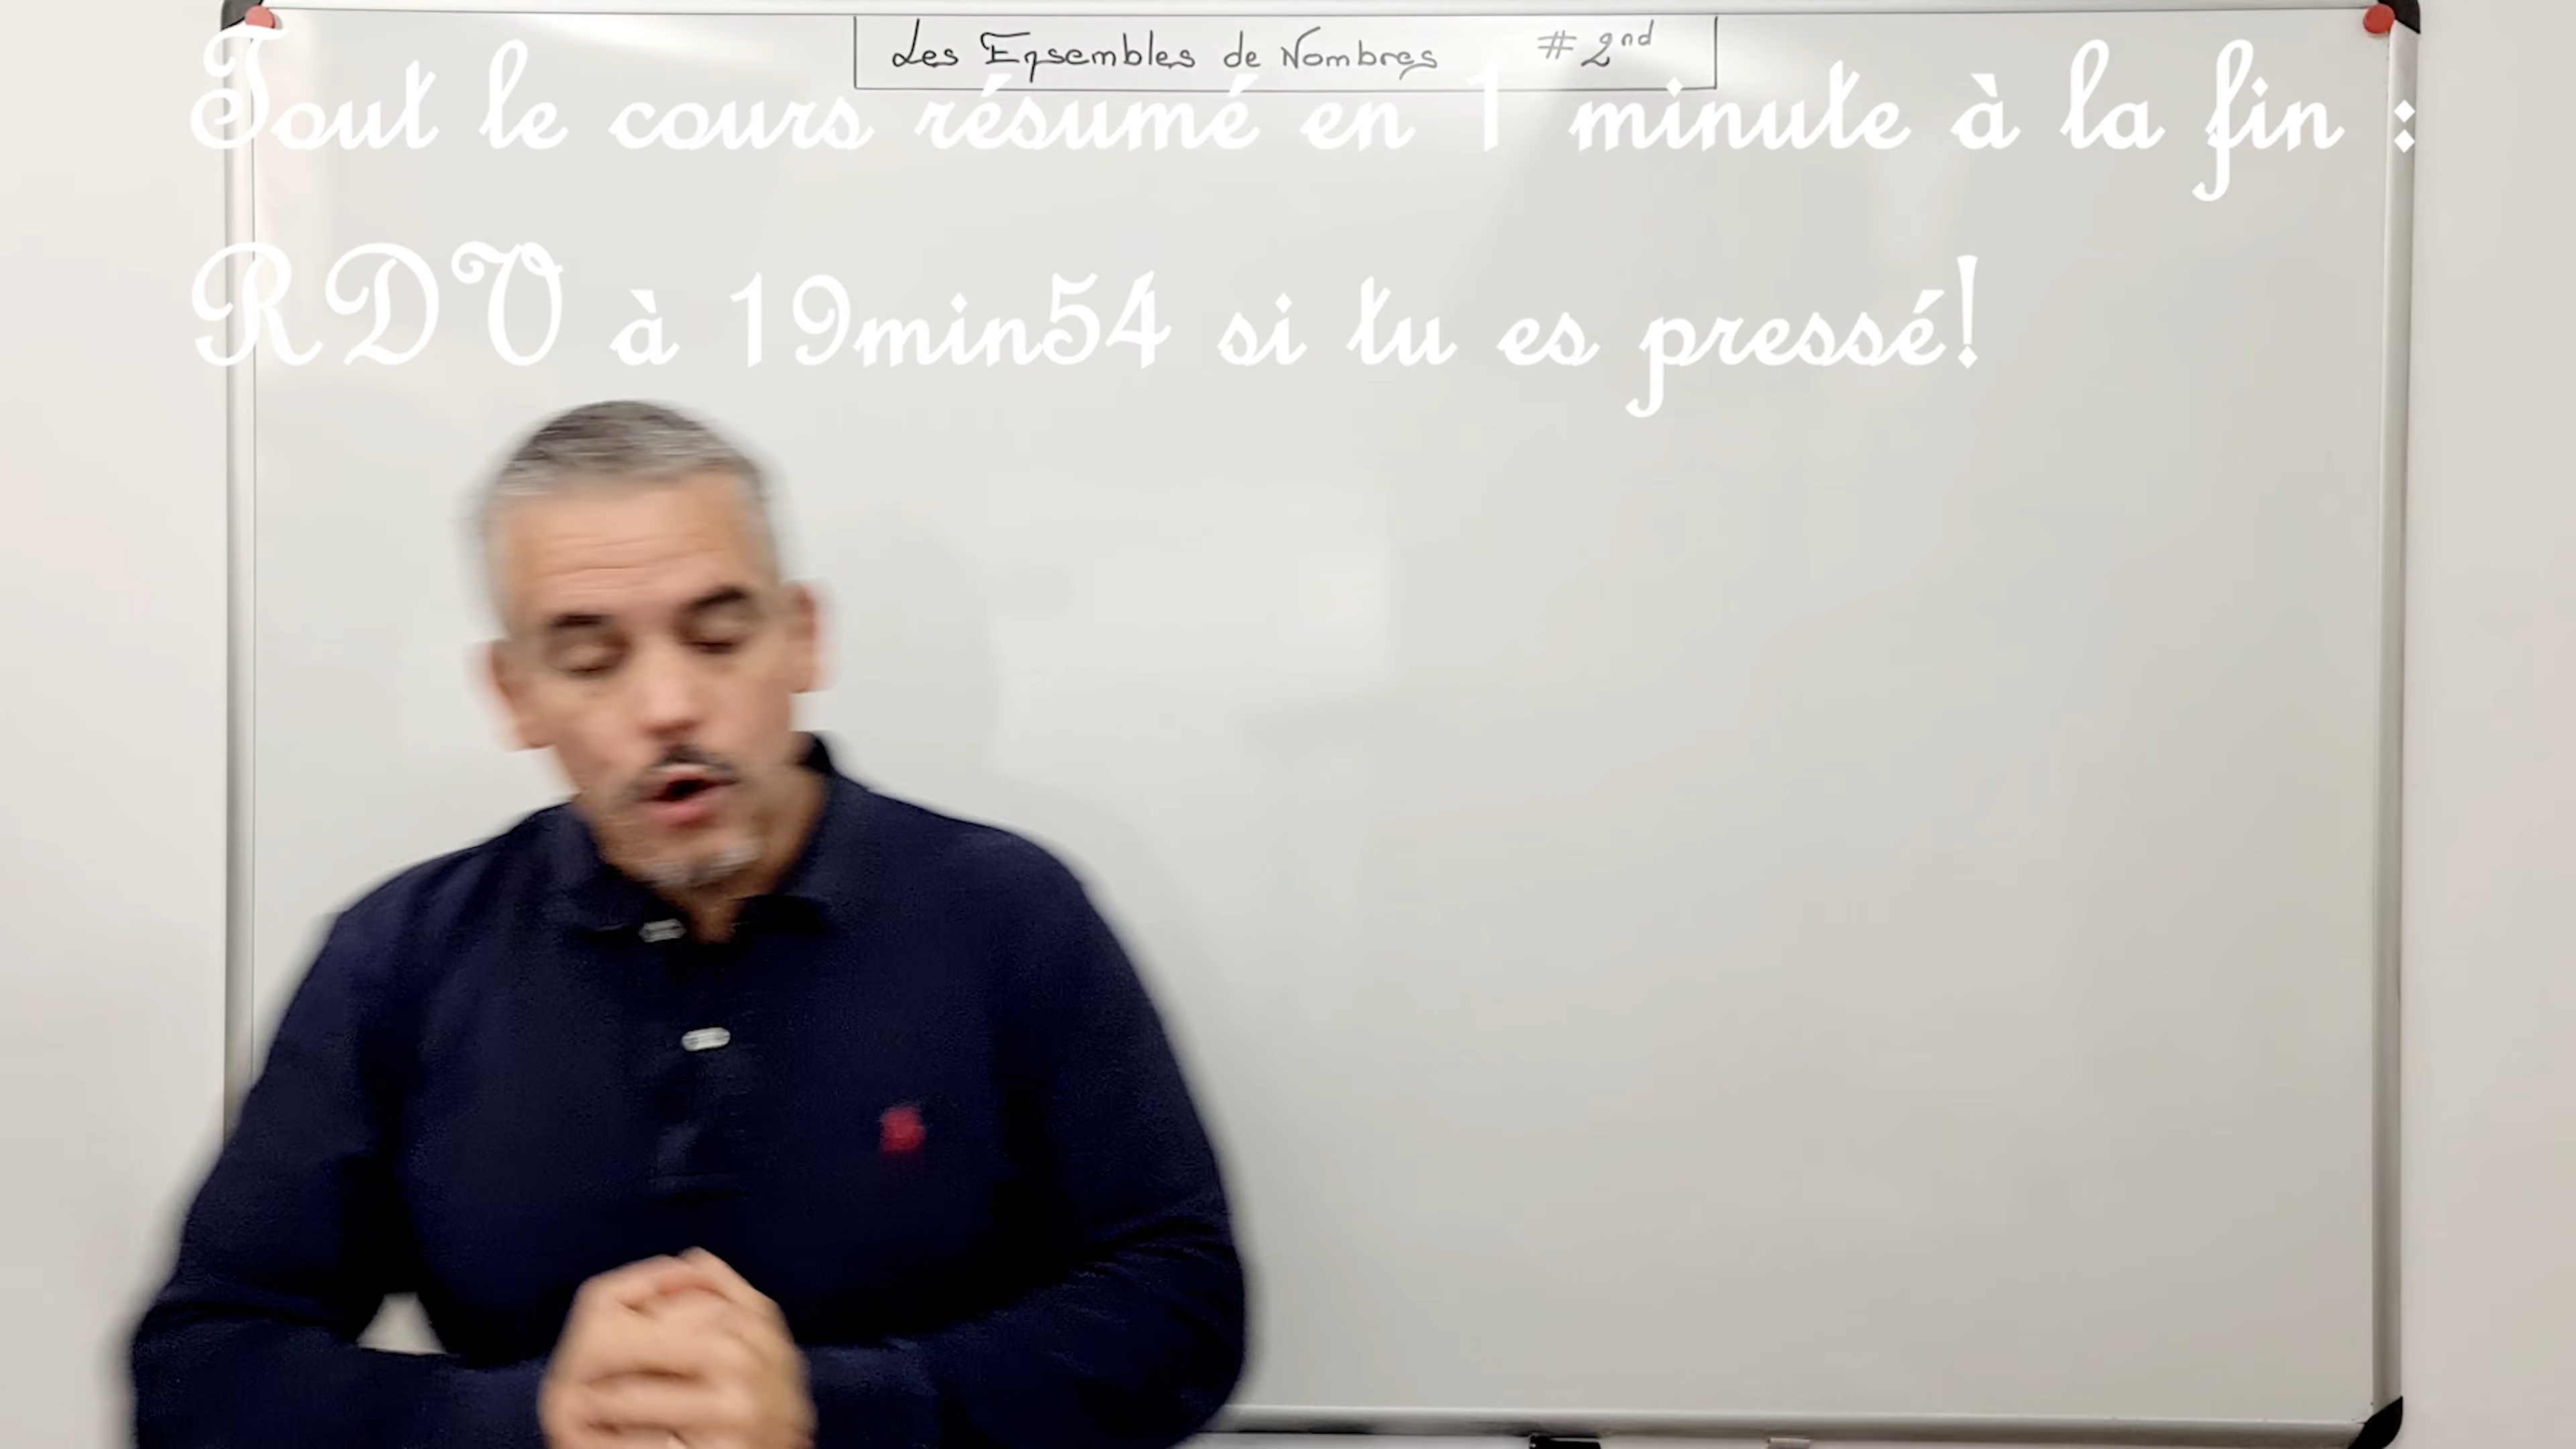 Les Ensembles de Nombres #2nd
Tout le cours résumé en 1 minute à la fin :
RDV à 19min54 si tu es pressé!